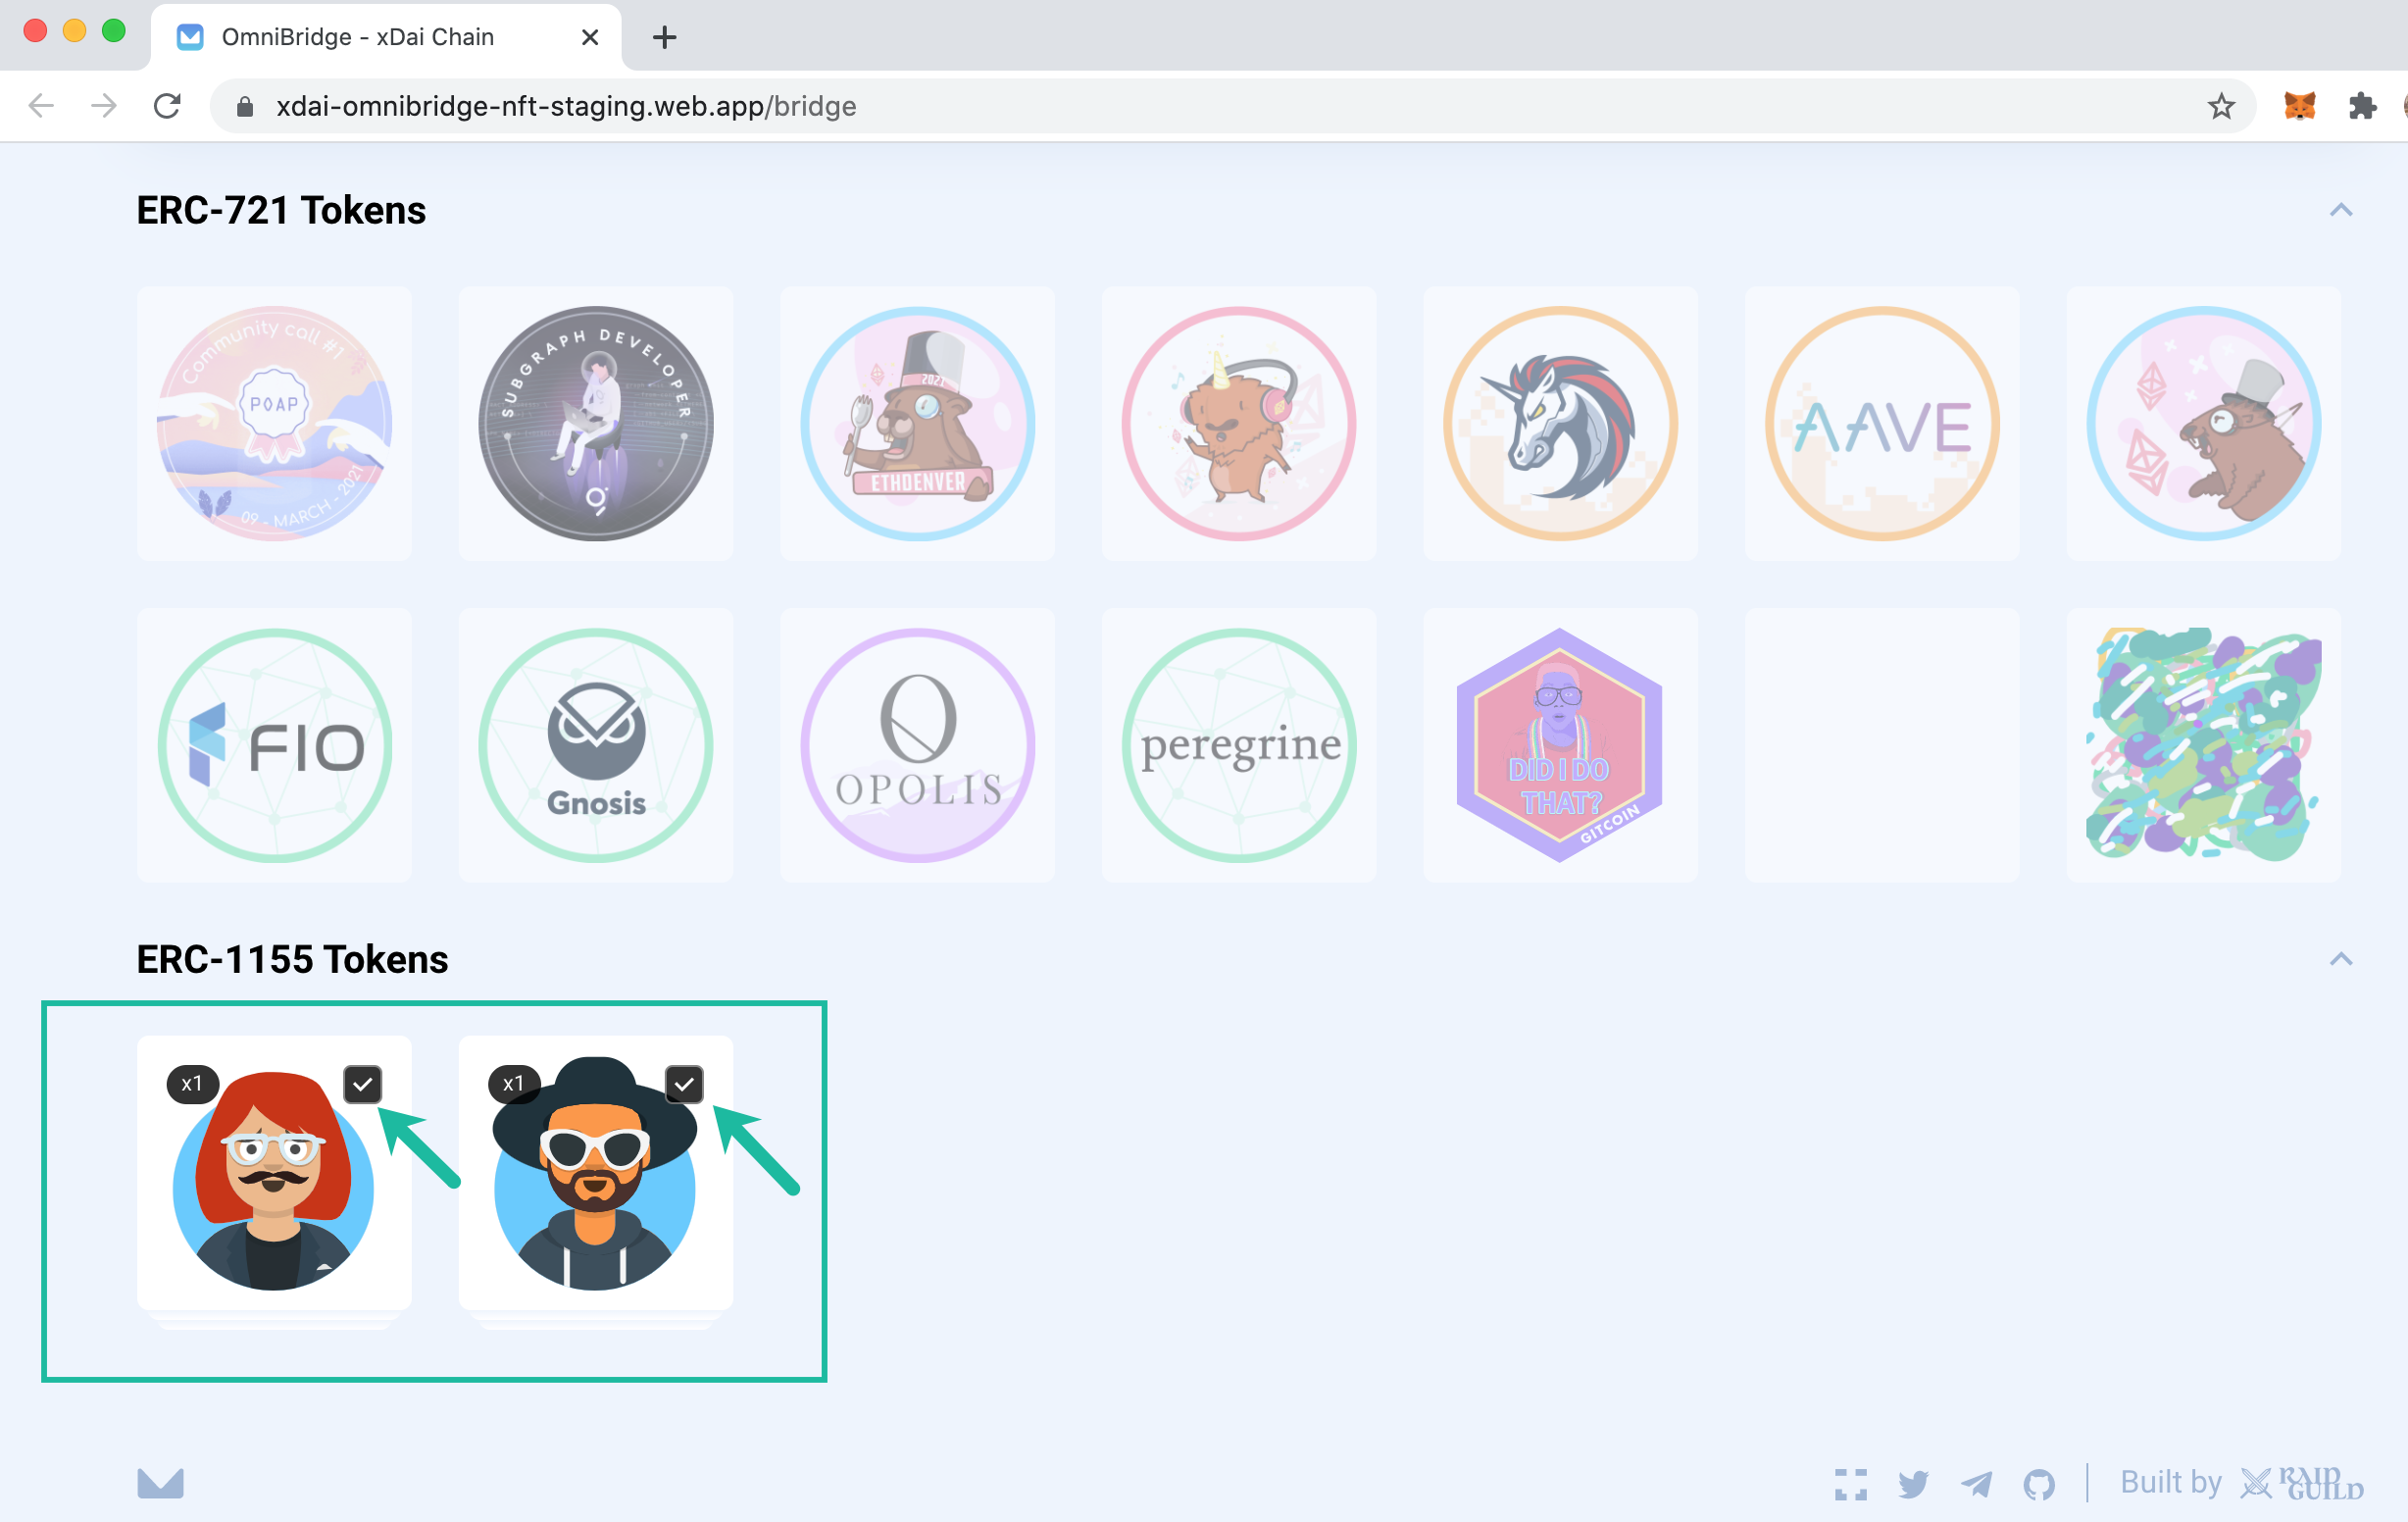 OmniBridge - xDai Chain
xdai-omnibridge-nft-staging.web.app/bridge
ERC-721 Tokens
Community call #1
POAP
09 - MARCH - 2021
SUBGRAPH DEVELOPER
2021
ETHDENVER
AAVE
FIO
Gnosis
OPOLIS
peregrine
DID I DO
THAT?
GITCOIN
ERC-1155 Tokens
x1
x1
Built by
RAID
GUILD